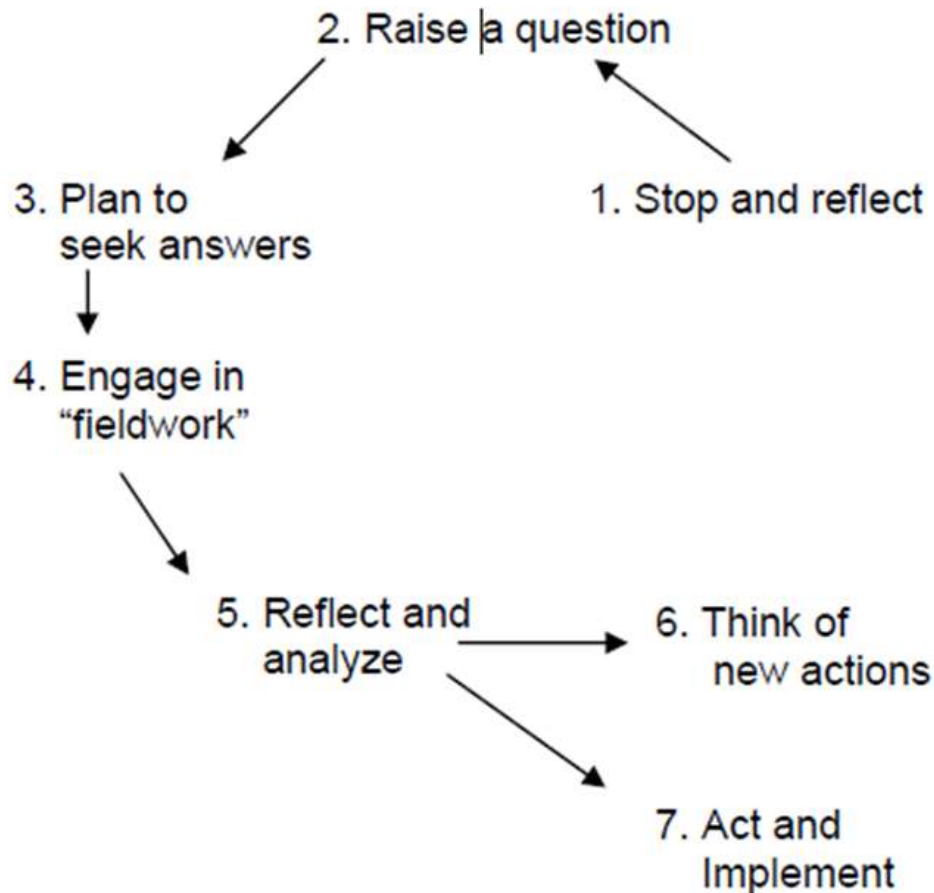 2. Raise a question
3. Plan to
seek answers
1. Stop and reflect
4. Engage in
“fieldwork”
5. Reflect and
analyze
6. Think of
new actions
7. Act and
Implement